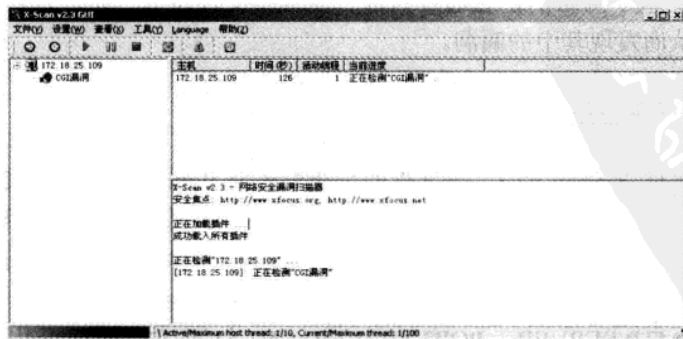 X-Scan v2.3 GUI
文件(V) 设置(W) 查看(X) 工具(Y) Language 帮助(Z)
172.18.25.109
CGI漏洞
主机 时间(秒) 活动线程 当前进度
172.18.25.109 126 1 正在检测"CGI漏洞"
X-Scan v2.3 - 网络安全漏洞扫描器
安全焦点: http://www.xfocus.org, http://www.xfocus.net
正在加载插件 ...
成功载入所有插件
正在检测"172.18.25.109" ...
[172.18.25.109] 正在检测"CGI漏洞"
Active/Maximum host thread: 1/10, Current/Maximum thread: 1/100